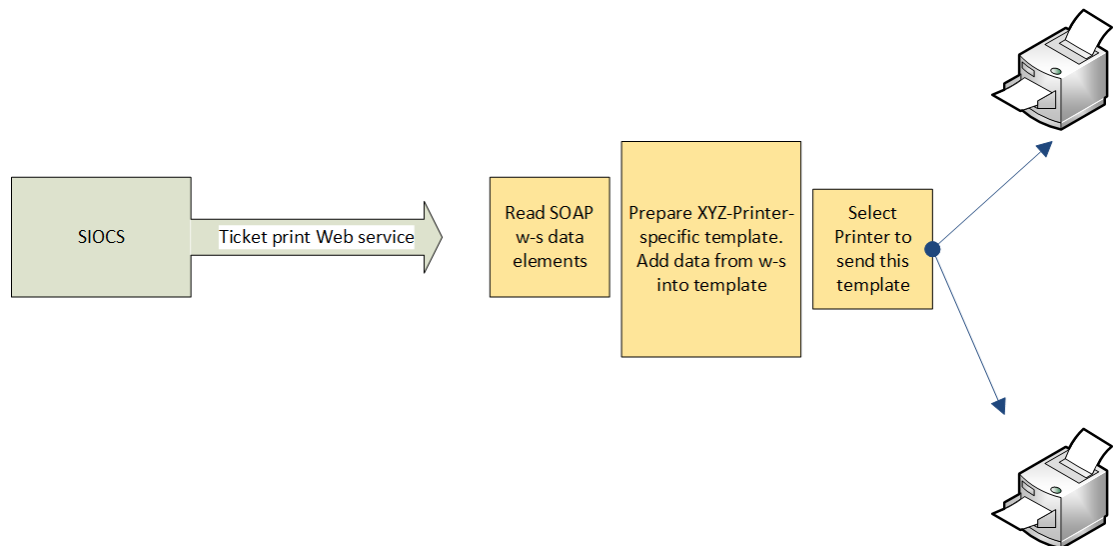 SIOCS
Ticket print Web service
Read SOAP
w-s data
elements
Prepare XYZ-Printer-
specific template.
Add data from w-s
into template
Select
Printer to
send this
template